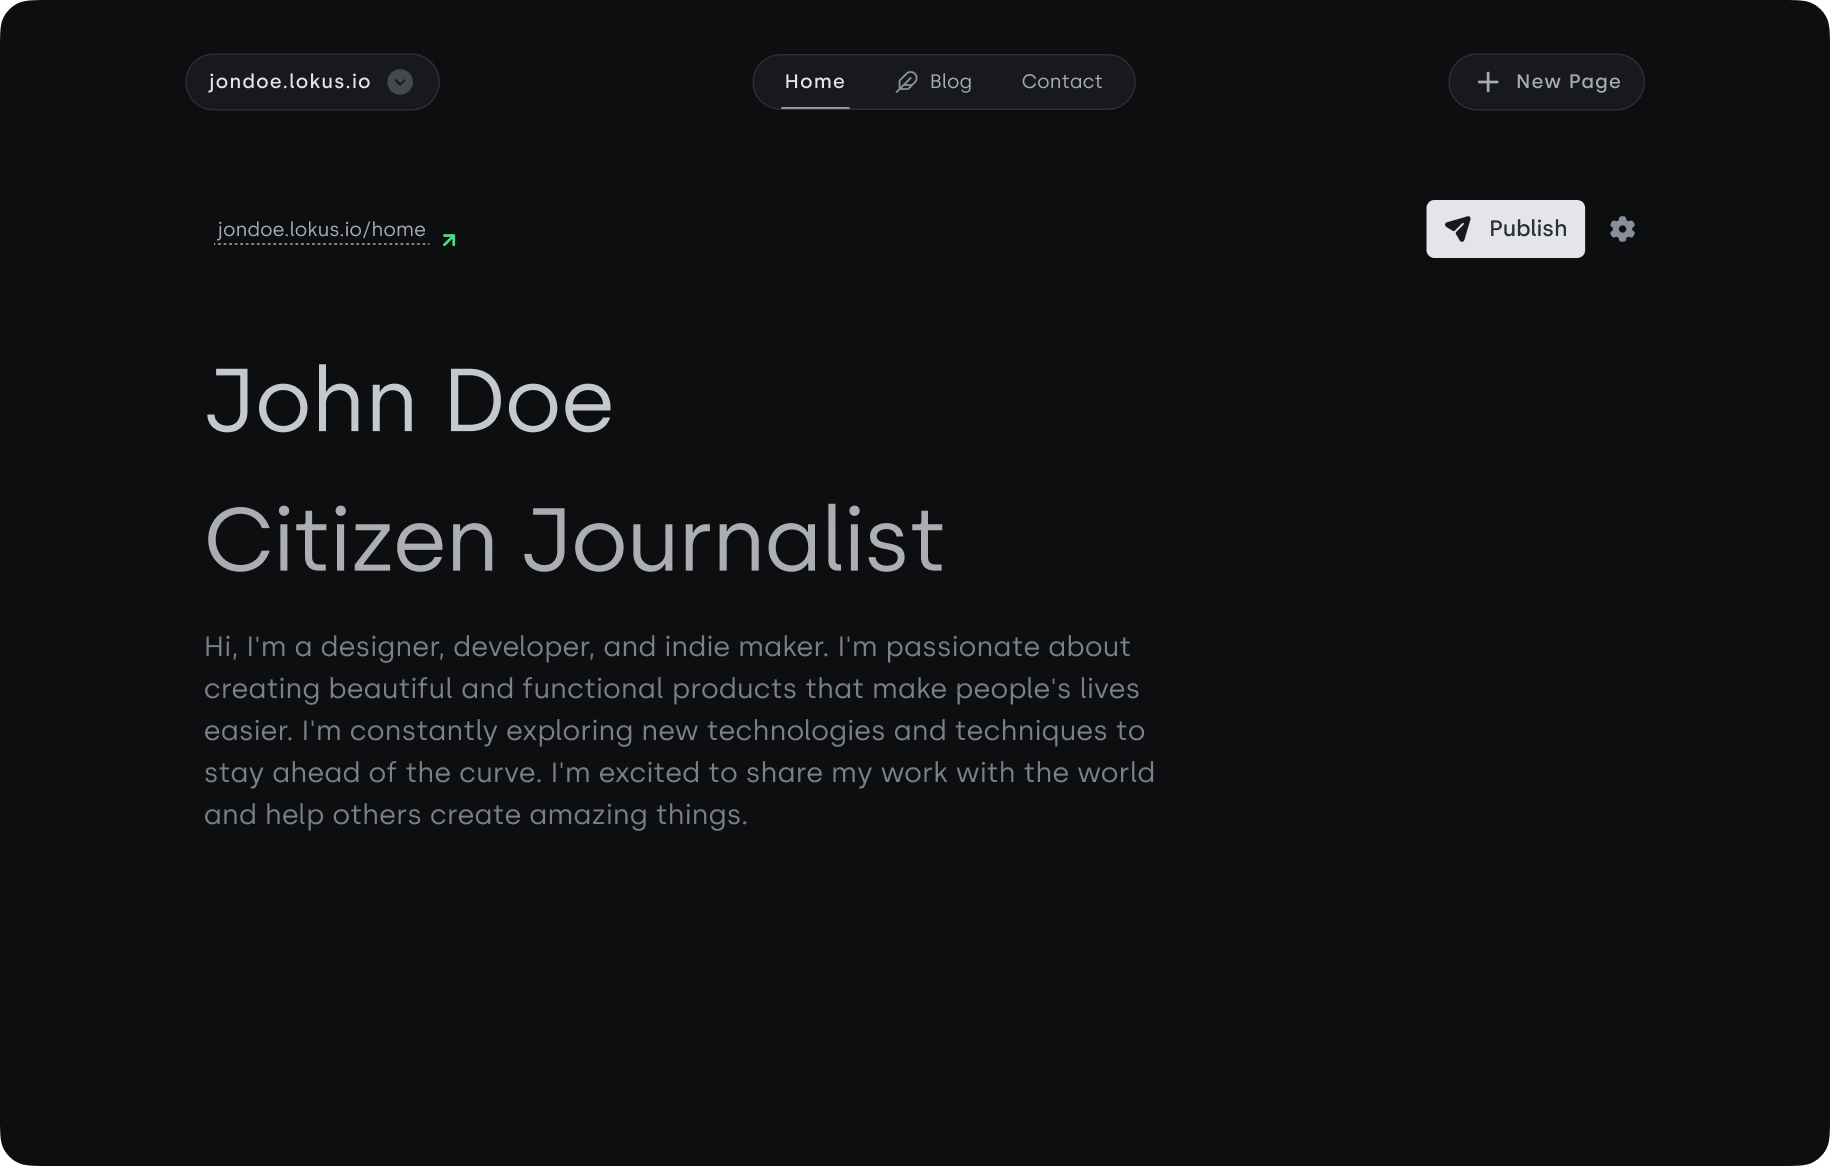 jondoe.lokus.io
Home Blog Contact
New Page
jondoe.lokus.io/home
Publish
John Doe
Citizen Journalist
Hi, I'm a designer, developer, and indie maker. I'm passionate about
creating beautiful and functional products that make people's lives
easier. I'm constantly exploring new technologies and techniques to
stay ahead of the curve. I'm excited to share my work with the world
and help others create amazing things.